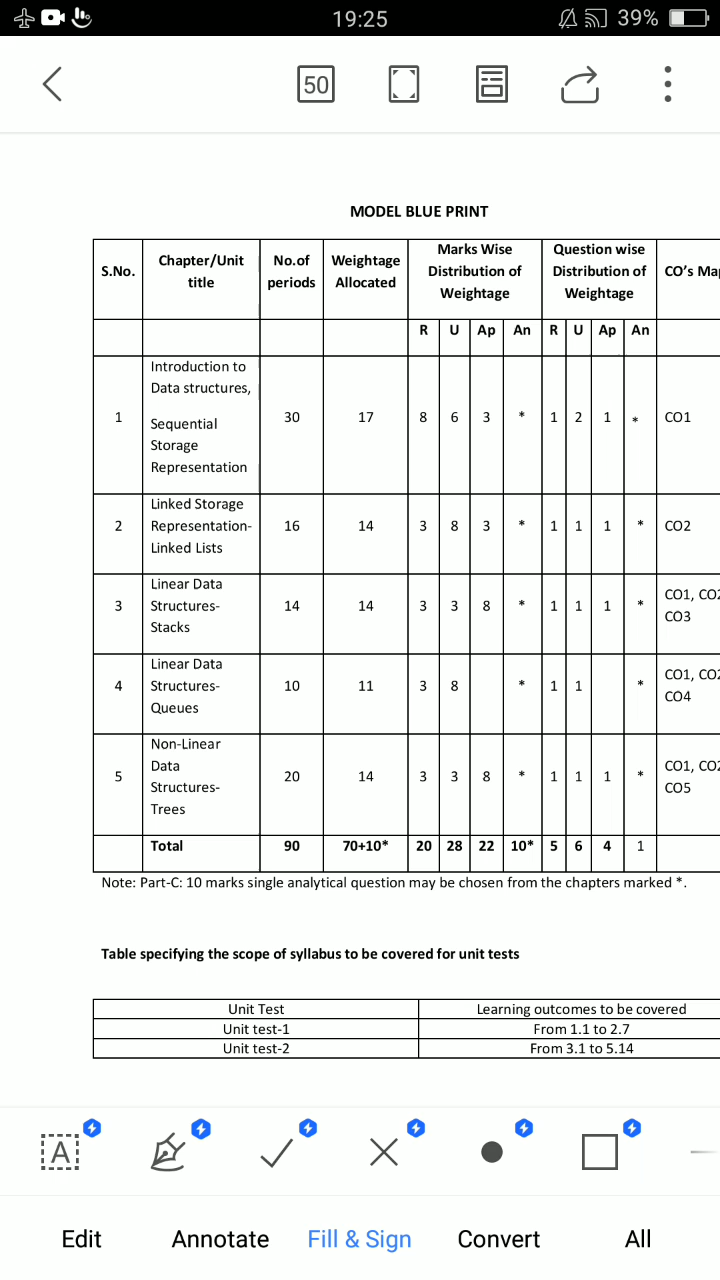 19:25
39%
50
MODEL BLUE PRINT
S.No. Chapter/Unit title No.of periods Weightage Allocated Marks Wise Distribution of Weightage Question wise Distribution of Weightage CO's Ma
R U Ap An R U Ap An
1 Introduction to Data structures, Sequential Storage Representation 30 17 8 6 3 * 1 2 1 * CO1
2 Linked Storage Representation- Linked Lists 16 14 3 8 3 * 1 1 1 * CO2
3 Linear Data Structures- Stacks 14 14 3 3 8 * 1 1 1 * CO1, CO2 CO3
4 Linear Data Structures- Queues 10 11 3 8 * 1 1 * CO1, CO2 CO4
5 Non-Linear Data Structures- Trees 20 14 3 3 8 * 1 1 1 * CO1, CO2 CO5
Total 90 70+10* 20 28 22 10* 5 6 4 1
Note: Part-C: 10 marks single analytical question may be chosen from the chapters marked *.
Table specifying the scope of syllabus to be covered for unit tests
Unit Test Learning outcomes to be covered
Unit test-1 From 1.1 to 2.7
Unit test-2 From 3.1 to 5.14
A
Edit Annotate Fill & Sign Convert All